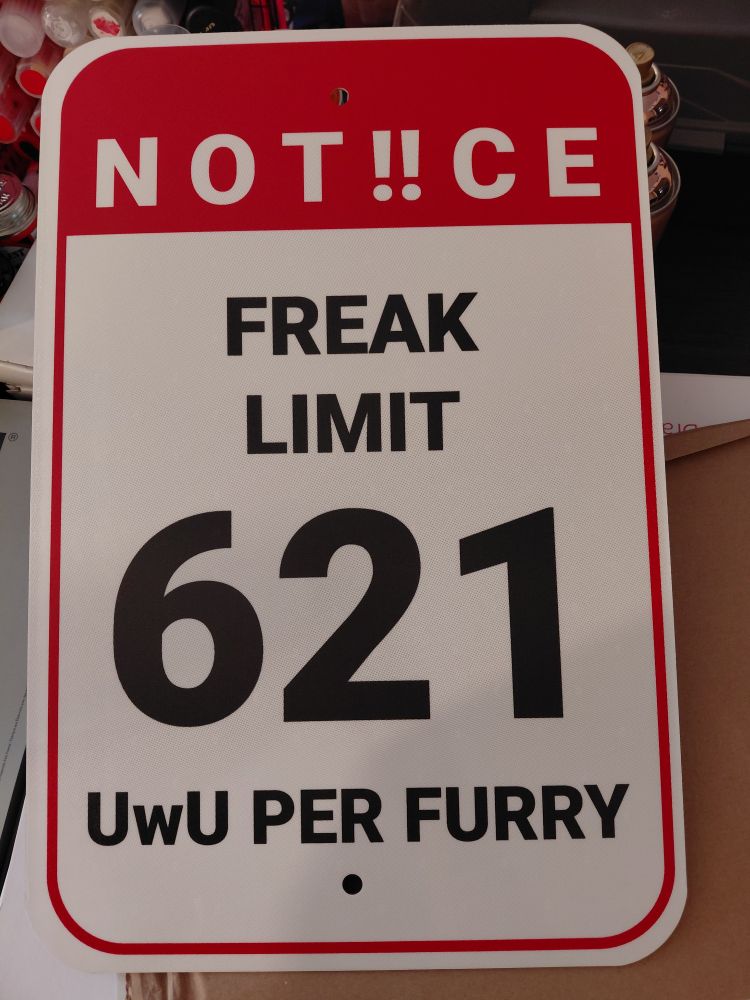 NOT‼CE
FREAK
LIMIT
621
UwU PER FURRY